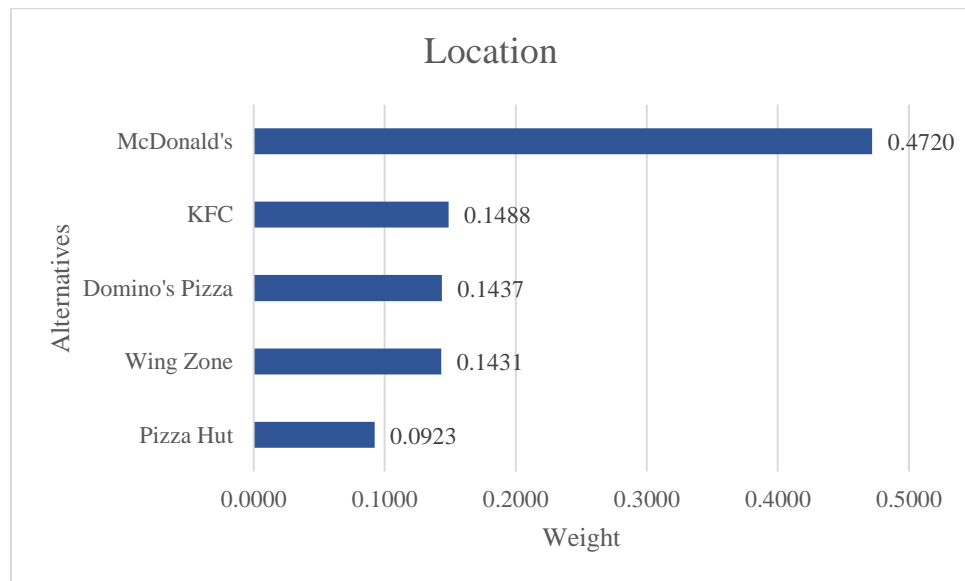 Location
Alternatives
McDonald's 0.4720
KFC 0.1488
Domino's Pizza 0.1437
Wing Zone 0.1431
Pizza Hut 0.0923
0.0000 0.1000 0.2000 0.3000 0.4000 0.5000
Weight